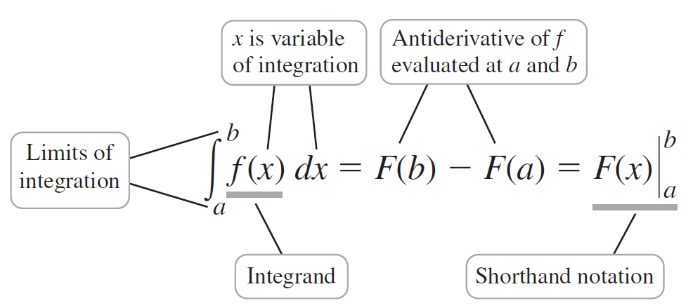 x is variable
of integration
Antiderivative of f
evaluated at a and b
Limits of
integration
∫_a^b f(x) dx = F(b) − F(a) = F(x)|_a^b
Integrand
Shorthand notation